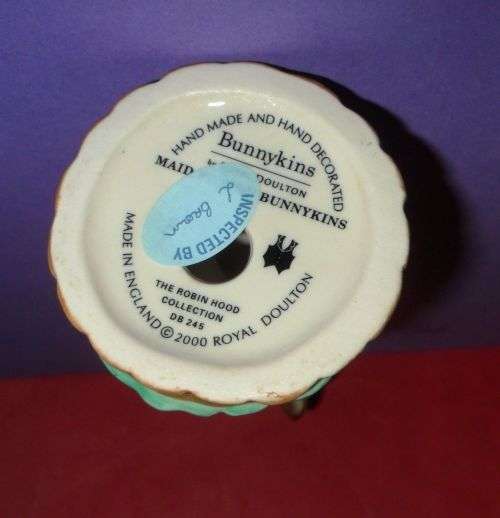 HAND MADE AND HAND DECORATED
Bunnykins
DOULTON
MAID BUNNYKINS
INSPECTED BY
L Brown
THE ROBIN HOOD
COLLECTION
DB 245
MADE IN ENGLAND © 2000 ROYAL DOULTON